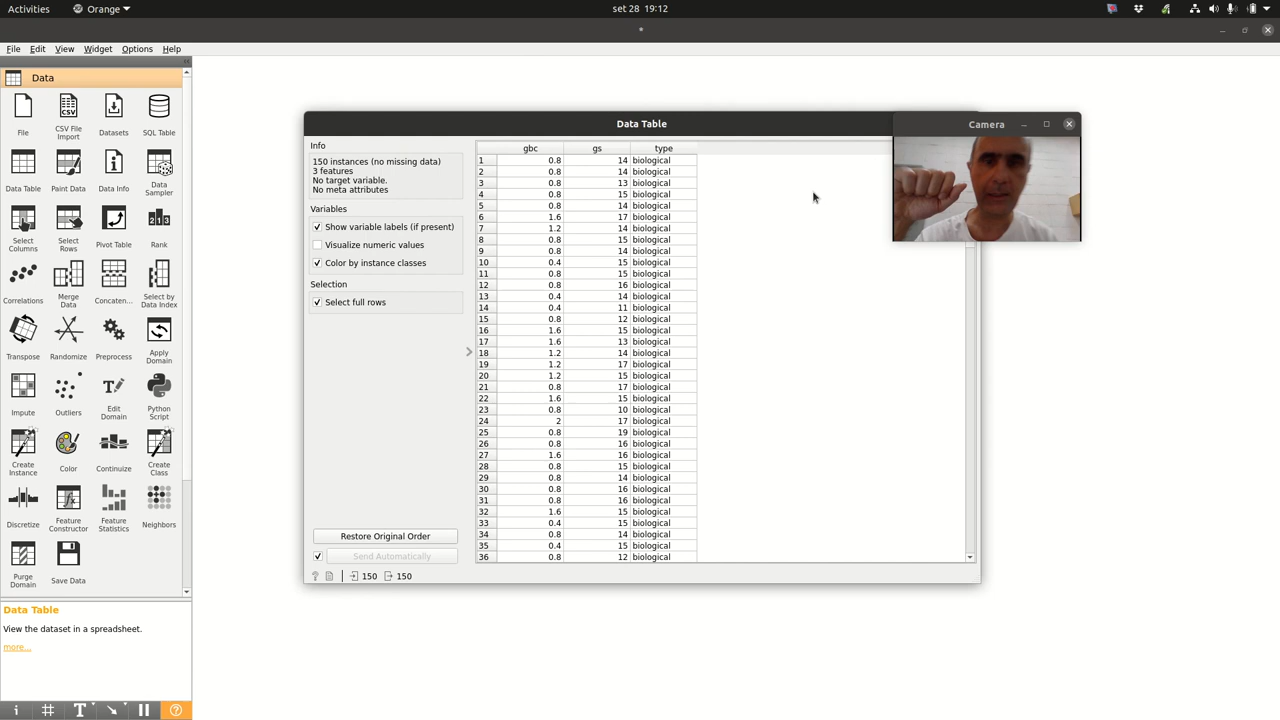 Activities Orange set 28 19:12
File Edit View Widget Options Help
Data
File CSV File Import Datasets SQL Table
Data Table Paint Data Data Info Data Sampler
Select Columns Select Rows Pivot Table Rank
Correlations Merge Data Concaten... Select by Data Index
Transpose Randomize Preprocess Apply Domain
Impute Outliers Edit Domain Python Script
Create Instance Color Continuize Create Class
Discretize Feature Constructor Feature Statistics Neighbors
Purge Domain Save Data
Data Table
View the dataset in a spreadsheet.
more...
Data Table
Info
150 instances (no missing data)
3 features
No target variable.
No meta attributes
Variables
Show variable labels (if present)
Visualize numeric values
Color by instance classes
Selection
Select full rows
Restore Original Order
Send Automatically
150 150
gbc gs type
1 0.8 14 biological
2 0.8 14 biological
3 0.8 13 biological
4 0.8 15 biological
5 0.8 14 biological
6 1.6 17 biological
7 1.2 14 biological
8 0.8 15 biological
9 0.8 14 biological
10 0.4 15 biological
11 0.8 15 biological
12 0.8 16 biological
13 0.4 14 biological
14 0.4 11 biological
15 0.8 12 biological
16 1.6 15 biological
17 1.6 13 biological
18 1.2 14 biological
19 1.2 17 biological
20 1.2 15 biological
21 0.8 17 biological
22 1.6 15 biological
23 0.8 10 biological
24 2 17 biological
25 0.8 19 biological
26 0.8 16 biological
27 1.6 16 biological
28 0.8 15 biological
29 0.8 14 biological
30 0.8 16 biological
31 0.8 16 biological
32 1.6 15 biological
33 0.4 15 biological
34 0.8 14 biological
35 0.4 15 biological
36 0.8 12 biological
Camera